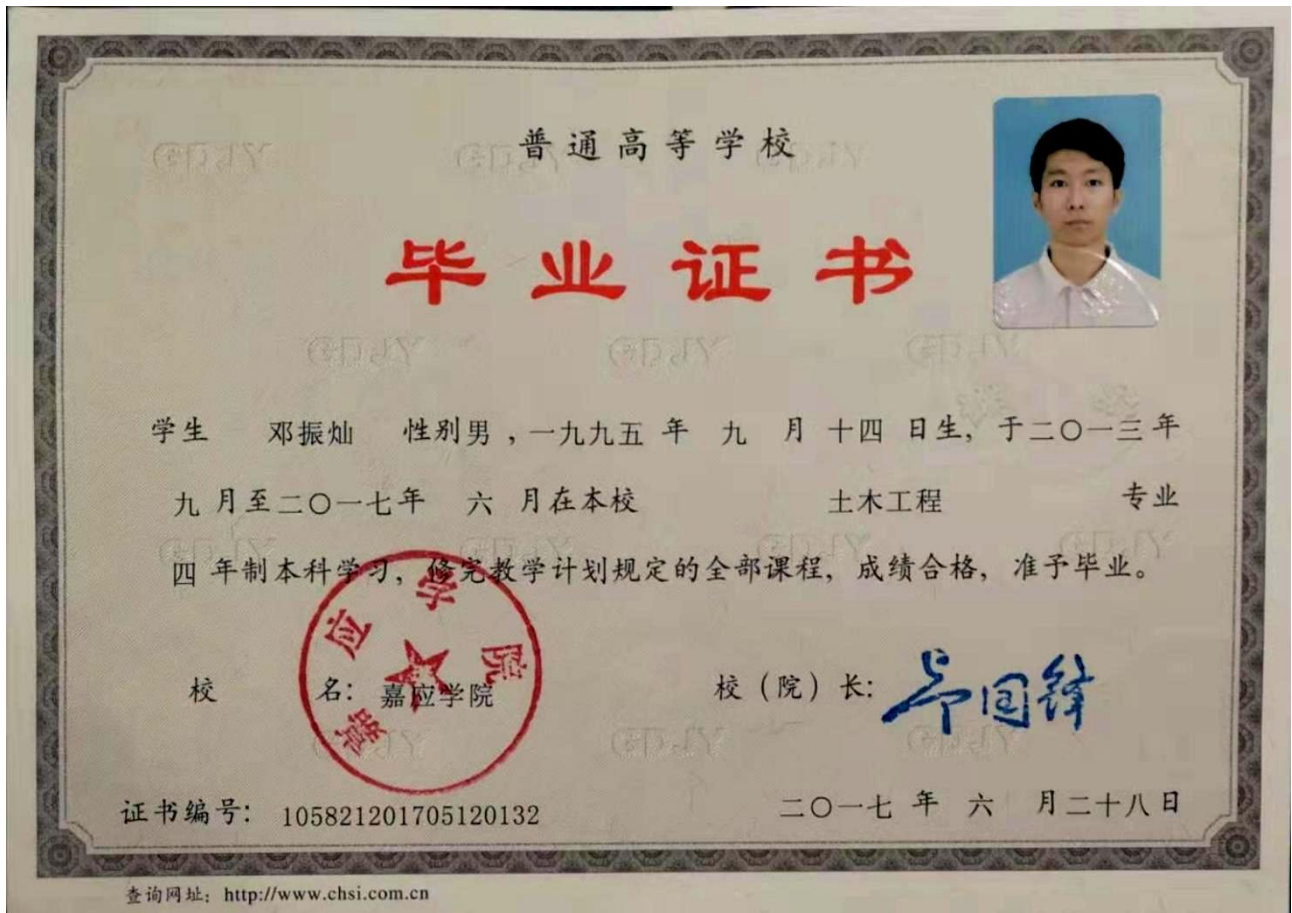 普通高等学校
毕业证书
学生 邓振灿 性别男，一九九五年 九 月 十四 日生，于二〇一三年
九 月至二〇一七年 六 月在本校 土木工程 专业
四 年制本科学习，修完教学计划规定的全部课程，成绩合格，准予毕业。
校 名：嘉应学院
嘉应学院
校（院）长：
证书编号：105821201705120132
二〇一七 年 六 月二十八日
查询网址：http://www.chsi.com.cn